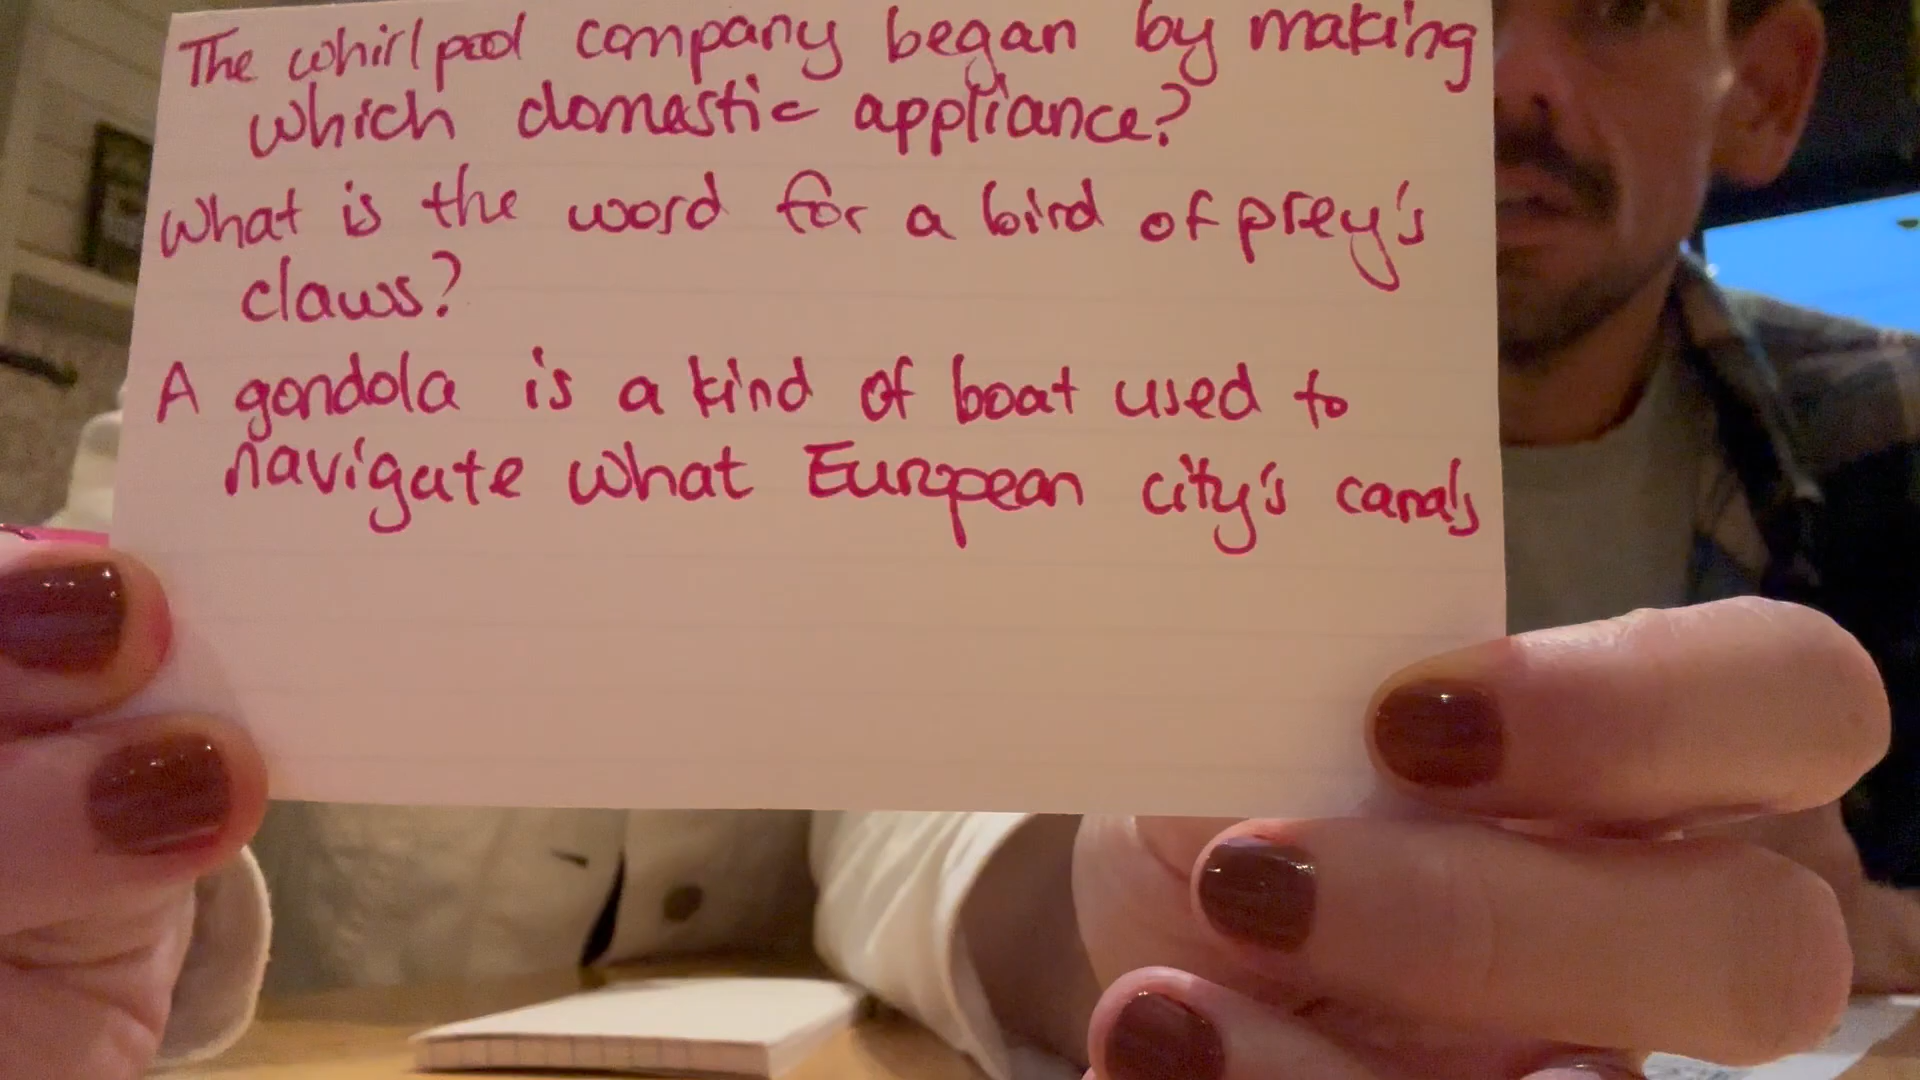 The whirlpool company began by making
which domestic appliance?
What is the word for a bird of prey's
claws?
A gondola is a kind of boat used to
navigate what European city's canals